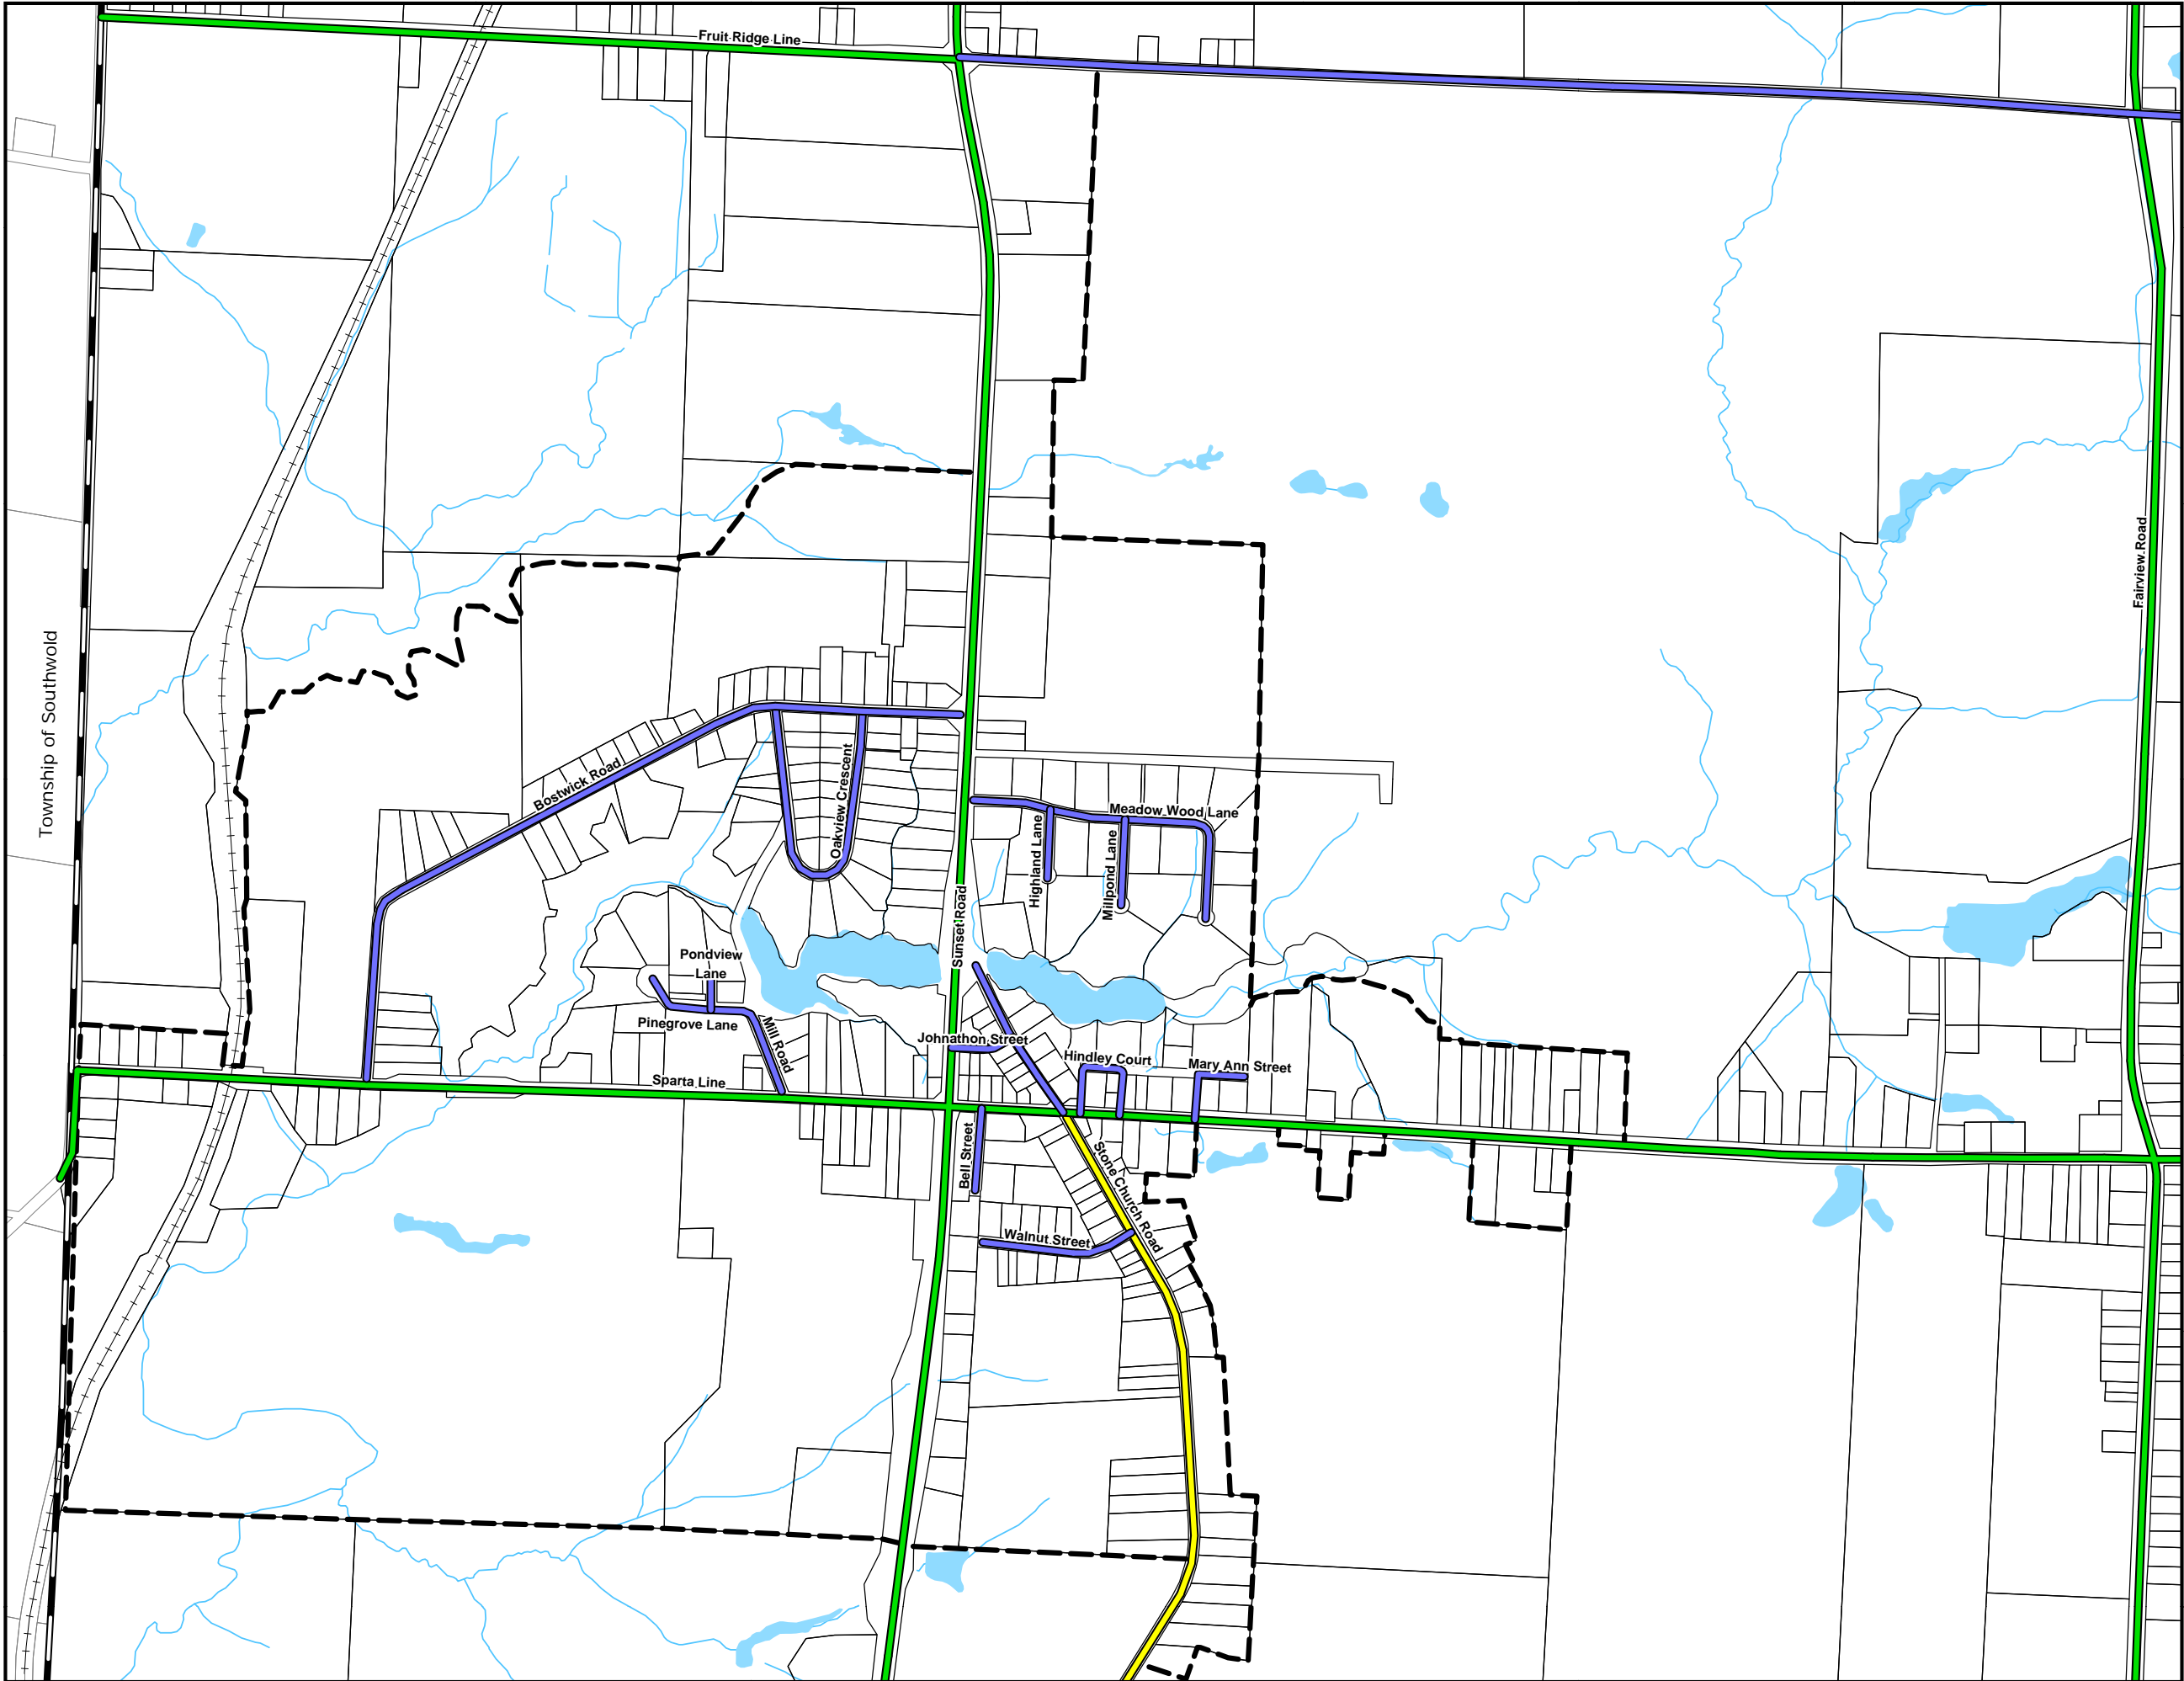 Fruit Ridge Line
Fairview Road
Township of Southwold
Bostwick Road
Oakview Crescent
Meadow Wood Lane
Highland Lane
Millpond Lane
Sunset Road
Pondview
Lane
Pinegrove Lane
Mill Road
Johnathon Street
Hindley Court
Mary Ann Street
Sparta Line
Bell Street
Stone Church Road
Walnut Street